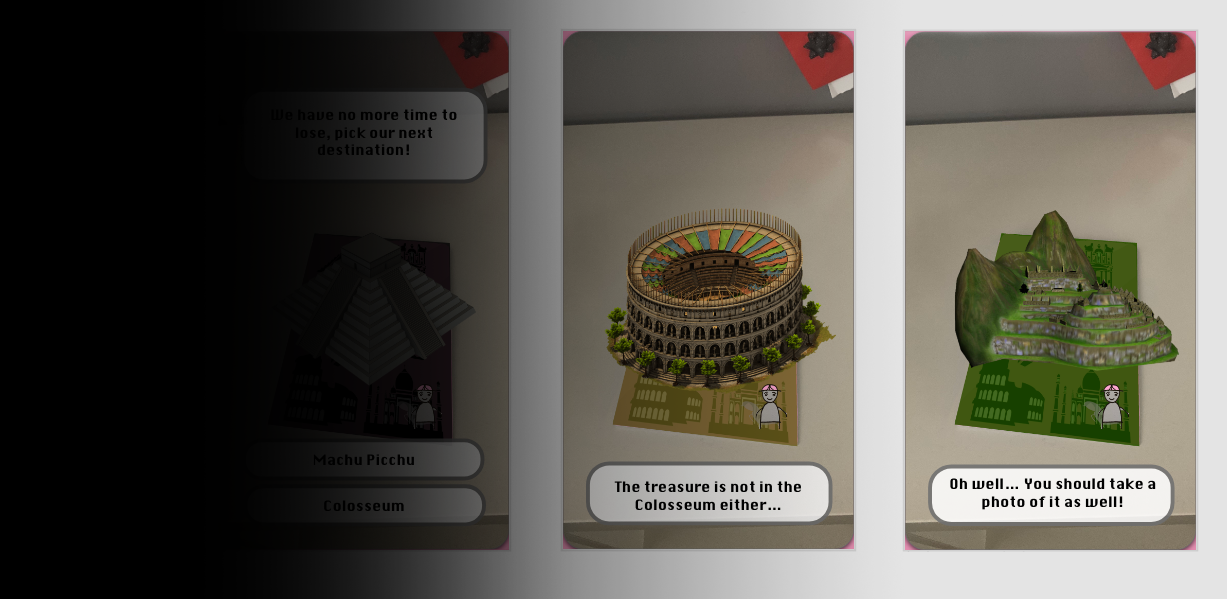 We have no more time to
lose, pick our next
destination!
Machu Picchu
Colosseum
The treasure is not in the
Colosseum either...
Oh well... You should take a
photo of it as well!